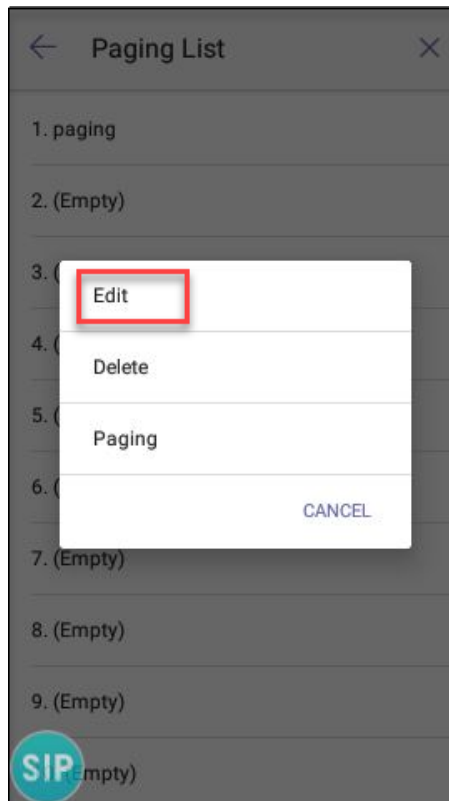 Paging List
1. paging
2. (Empty)
3. (
Edit
4. (
Delete
5. (
Paging
6. (
CANCEL
7. (Empty)
8. (Empty)
9. (Empty)
SIP
mpty)